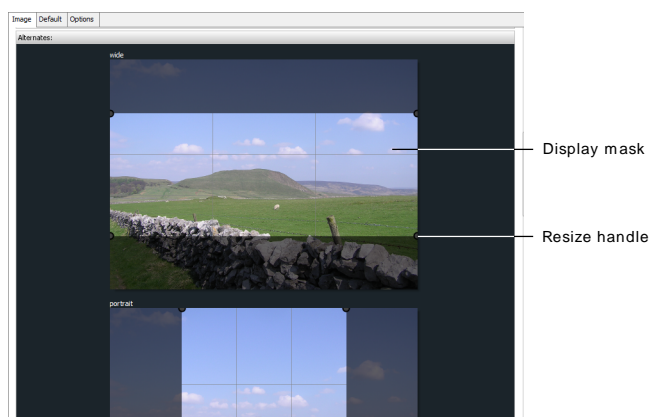 Image Default Options
Alternates:
wide
Display mask
Resize handle
portrait